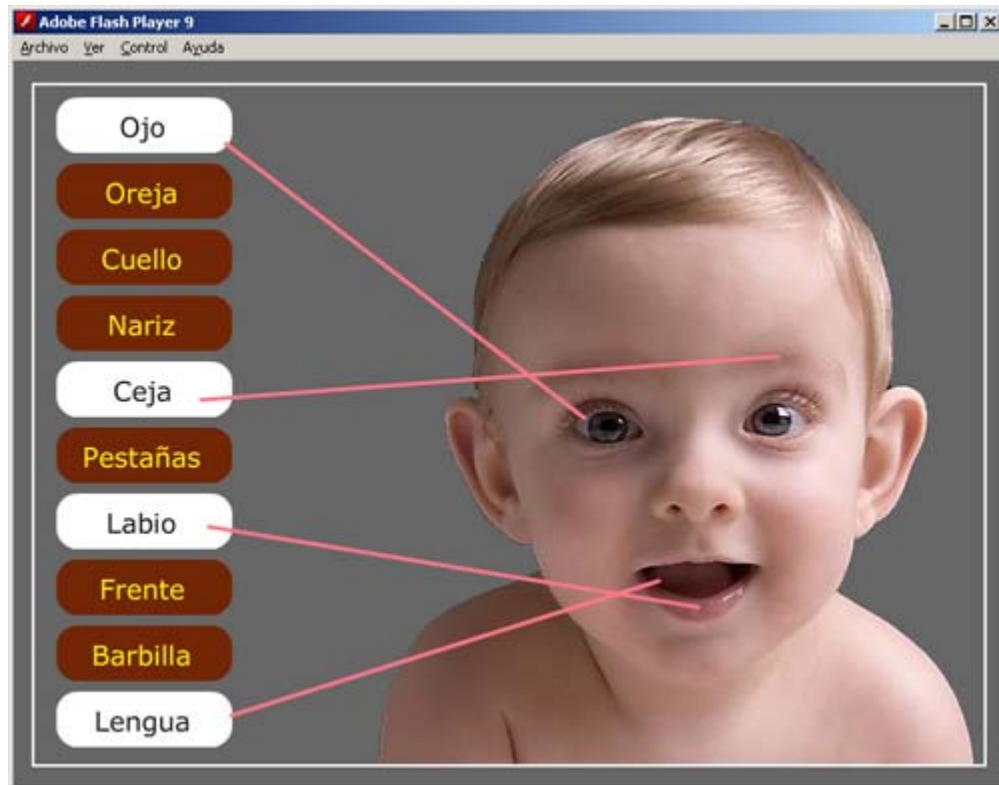 Adobe Flash Player 9
Archivo Ver Control Ayuda
Ojo
Oreja
Cuello
Nariz
Ceja
Pestañas
Labio
Frente
Barbilla
Lengua